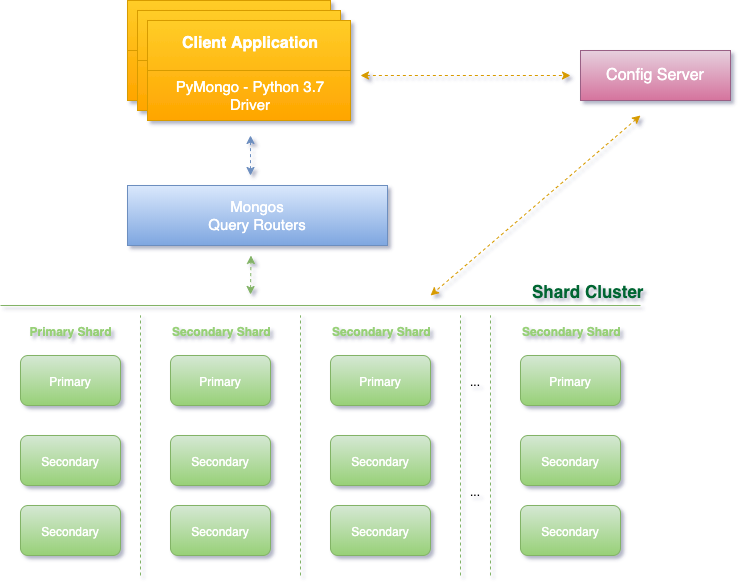 Client Application
PyMongo - Python 3.7
Driver
Config Server
Mongos
Query Routers
Shard Cluster
Primary Shard
Secondary Shard
Secondary Shard
Secondary Shard
Primary
Primary
Primary
...
Primary
Secondary
Secondary
Secondary
Secondary
...
Secondary
Secondary
Secondary
Secondary